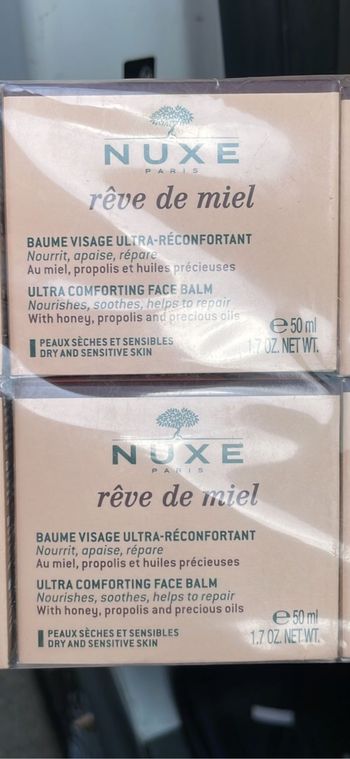 NUXE
PARIS
rêve de miel
BAUME VISAGE ULTRA-RÉCONFORTANT
Nourrit, apaise, répare
Au miel, propolis et huiles précieuses
ULTRA COMFORTING FACE BALM
Nourishes, soothes, helps to repair
With honey, propolis and precious oils
PEAUX SÈCHES ET SENSIBLES
DRY AND SENSITIVE SKIN
℮50 ml
1.7 OZ. NET WT.
NUXE
PARIS
rêve de miel
BAUME VISAGE ULTRA-RÉCONFORTANT
Nourrit, apaise, répare
Au miel, propolis et huiles précieuses
ULTRA COMFORTING FACE BALM
Nourishes, soothes, helps to repair
With honey, propolis and precious oils
PEAUX SÈCHES ET SENSIBLES
DRY AND SENSITIVE SKIN
℮50 ml
1.7 OZ. NET WT.